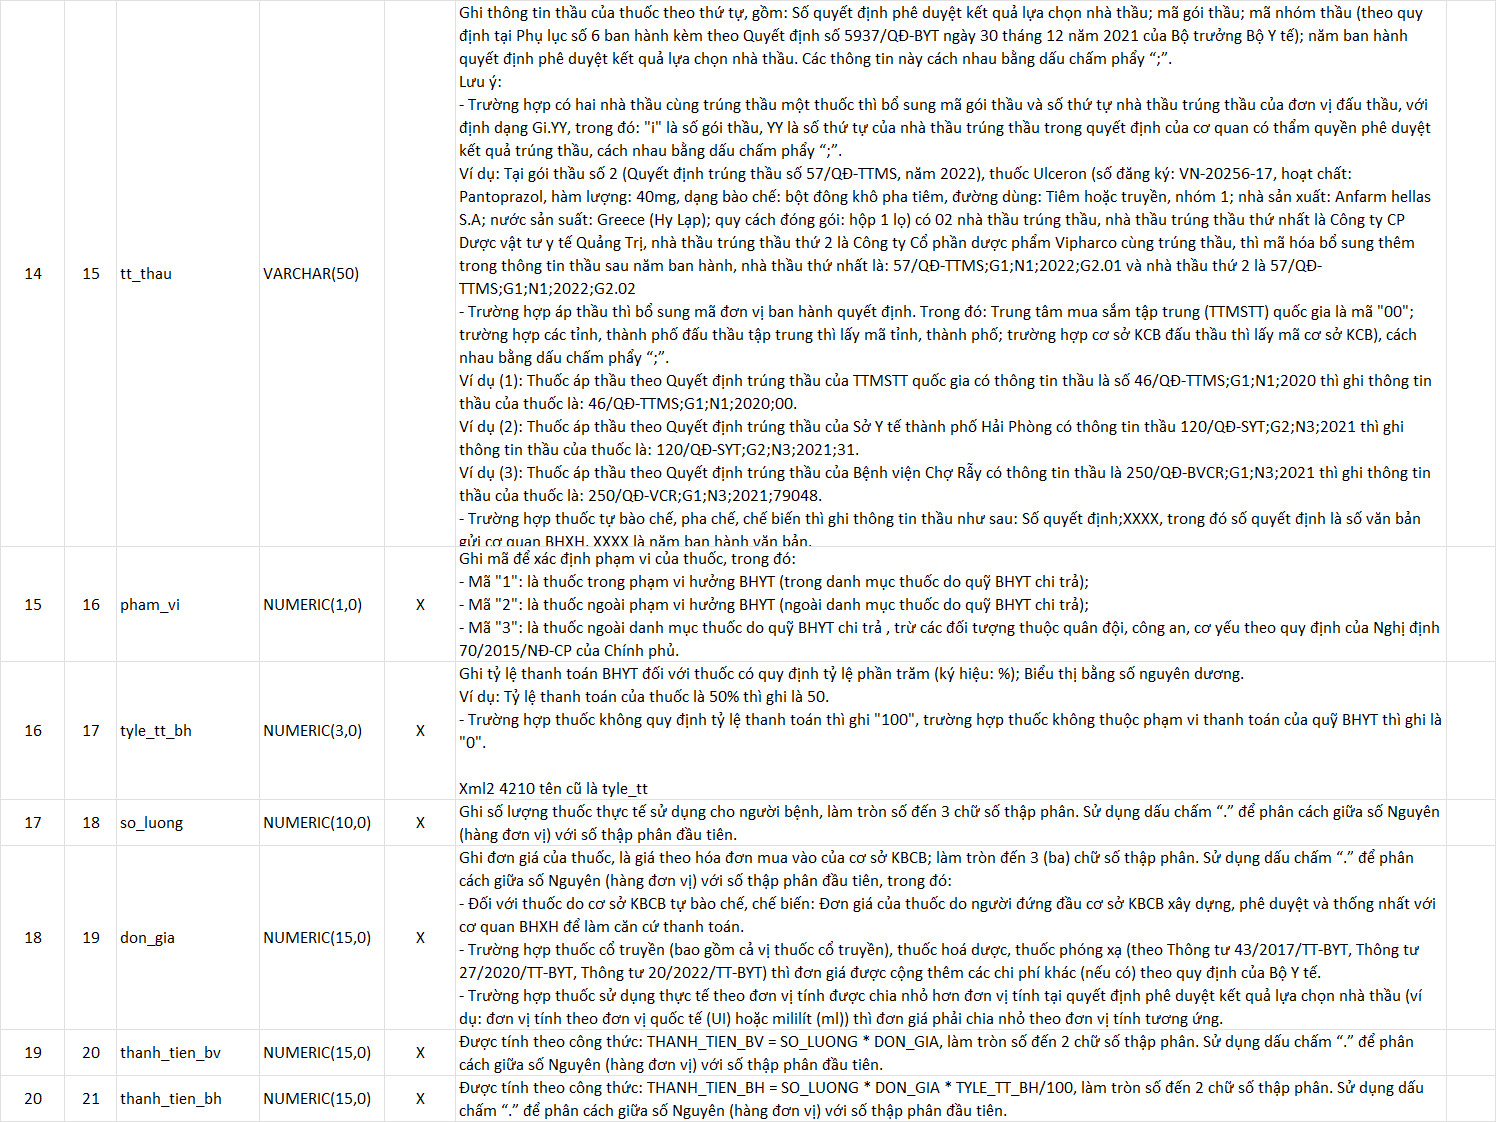 Ghi thông tin thầu của thuốc theo thứ tự, gồm: Số quyết định phê duyệt kết quả lựa chọn nhà thầu; mã gói thầu; mã nhóm thầu (theo quy
định tại Phụ lục số 6 ban hành kèm theo Quyết định số 5937/QĐ-BYT ngày 30 tháng 12 năm 2021 của Bộ trưởng Bộ Y tế); năm ban hành
quyết định phê duyệt kết quả lựa chọn nhà thầu. Các thông tin này cách nhau bằng dấu chấm phẩy “;”.
Lưu ý:
- Trường hợp có hai nhà thầu cùng trúng thầu một thuốc thì bổ sung mã gói thầu và số thứ tự nhà thầu trúng thầu của đơn vị đấu thầu, với
định dạng Gi.YY, trong đó: "i" là số gói thầu, YY là số thứ tự của nhà thầu trúng thầu trong quyết định của cơ quan có thẩm quyền phê duyệt
kết quả trúng thầu, cách nhau bằng dấu chấm phẩy “;”.
Ví dụ: Tại gói thầu số 2 (Quyết định trúng thầu số 57/QĐ-TTMS, năm 2022), thuốc Ulceron (số đăng ký: VN-20256-17, hoạt chất:
Pantoprazol, hàm lượng: 40mg, dạng bào chế: bột đông khô pha tiêm, đường dùng: Tiêm hoặc truyền, nhóm 1; nhà sản xuất: Anfarm hellas
S.A; nước sản suất: Greece (Hy Lạp); quy cách đóng gói: hộp 1 lọ) có 02 nhà thầu trúng thầu, nhà thầu trúng thầu thứ nhất là Công ty CP
Dược vật tư y tế Quảng Trị, nhà thầu trúng thầu thứ 2 là Công ty Cổ phần dược phẩm Vipharco cùng trúng thầu, thì mã hóa bổ sung thêm
14 15 tt_thau VARCHAR(50) trong thông tin thầu sau năm ban hành, nhà thầu thứ nhất là: 57/QĐ-TTMS;G1;N1;2022;G2.01 và nhà thầu thứ 2 là 57/QĐ-
TTMS;G1;N1;2022;G2.02
- Trường hợp áp thầu thì bổ sung mã đơn vị ban hành quyết định. Trong đó: Trung tâm mua sắm tập trung (TTMSTT) quốc gia là mã "00";
trường hợp các tỉnh, thành phố đấu thầu tập trung thì lấy mã tỉnh, thành phố; trường hợp cơ sở KCB đấu thầu thì lấy mã cơ sở KCB), cách
nhau bằng dấu chấm phẩy “;”.
Ví dụ (1): Thuốc áp thầu theo Quyết định trúng thầu của TTMSTT quốc gia có thông tin thầu là số 46/QĐ-TTMS;G1;N1;2020 thì ghi thông tin
thầu của thuốc là: 46/QĐ-TTMS;G1;N1;2020;00.
Ví dụ (2): Thuốc áp thầu theo Quyết định trúng thầu của Sở Y tế thành phố Hải Phòng có thông tin thầu 120/QĐ-SYT;G2;N3;2021 thì ghi
thông tin thầu của thuốc là: 120/QĐ-SYT;G2;N3;2021;31.
Ví dụ (3): Thuốc áp thầu theo Quyết định trúng thầu của Bệnh viện Chợ Rẫy có thông tin thầu là 250/QĐ-BVCR;G1;N3;2021 thì ghi thông tin
thầu của thuốc là: 250/QĐ-VCR;G1;N3;2021;79048.
- Trường hợp thuốc tự bào chế, pha chế, chế biến thì ghi thông tin thầu như sau: Số quyết định;XXXX, trong đó số quyết định là số văn bản
gửi cơ quan BHXH, XXXX là năm ban hành văn bản.
Ghi mã để xác định phạm vi của thuốc, trong đó:
- Mã "1": là thuốc trong phạm vi hưởng BHYT (trong danh mục thuốc do quỹ BHYT chi trả);
15 16 pham_vi NUMERIC(1,0) X - Mã "2": là thuốc ngoài phạm vi hưởng BHYT (ngoài danh mục thuốc do quỹ BHYT chi trả);
- Mã "3": là thuốc ngoài danh mục thuốc do quỹ BHYT chi trả , trừ các đối tượng thuộc quân đội, công an, cơ yếu theo quy định của Nghị định
70/2015/NĐ-CP của Chính phủ.
Ghi tỷ lệ thanh toán BHYT đối với thuốc có quy định tỷ lệ phần trăm (ký hiệu: %); Biểu thị bằng số nguyên dương.
Ví dụ: Tỷ lệ thanh toán của thuốc là 50% thì ghi là 50.
- Trường hợp thuốc không quy định tỷ lệ thanh toán thì ghi "100", trường hợp thuốc không thuộc phạm vi thanh toán của quỹ BHYT thì ghi là
16 17 tyle_tt_bh NUMERIC(3,0) X "0".
Xml2 4210 tên cũ là tyle_tt
17 18 so_luong NUMERIC(10,0) X Ghi số lượng thuốc thực tế sử dụng cho người bệnh, làm tròn số đến 3 chữ số thập phân. Sử dụng dấu chấm “.” để phân cách giữa số Nguyên
(hàng đơn vị) với số thập phân đầu tiên.
Ghi đơn giá của thuốc, là giá theo hóa đơn mua vào của cơ sở KBCB; làm tròn đến 3 (ba) chữ số thập phân. Sử dụng dấu chấm “.” để phân
cách giữa số Nguyên (hàng đơn vị) với số thập phân đầu tiên, trong đó:
- Đối với thuốc do cơ sở KBCB tự bào chế, chế biến: Đơn giá của thuốc do người đứng đầu cơ sở KBCB xây dựng, phê duyệt và thống nhất với
cơ quan BHXH để làm căn cứ thanh toán.
18 19 don_gia NUMERIC(15,0) X - Trường hợp thuốc cổ truyền (bao gồm cả vị thuốc cổ truyền), thuốc hoá dược, thuốc phóng xạ (theo Thông tư 43/2017/TT-BYT, Thông tư
27/2020/TT-BYT, Thông tư 20/2022/TT-BYT) thì đơn giá được cộng thêm các chi phí khác (nếu có) theo quy định của Bộ Y tế.
- Trường hợp thuốc sử dụng thực tế theo đơn vị tính được chia nhỏ hơn đơn vị tính tại quyết định phê duyệt kết quả lựa chọn nhà thầu (ví
dụ: đơn vị tính theo đơn vị quốc tế (UI) hoặc mililít (ml)) thì đơn giá phải chia nhỏ theo đơn vị tính tương ứng.
19 20 thanh_tien_bv NUMERIC(15,0) X Được tính theo công thức: THANH_TIEN_BV = SO_LUONG * DON_GIA, làm tròn số đến 2 chữ số thập phân. Sử dụng dấu chấm “.” để phân
cách giữa số Nguyên (hàng đơn vị) với số thập phân đầu tiên.
20 21 thanh_tien_bh NUMERIC(15,0) X Được tính theo công thức: THANH_TIEN_BH = SO_LUONG * DON_GIA * TYLE_TT_BH/100, làm tròn số đến 2 chữ số thập phân. Sử dụng dấu
chấm “.” để phân cách giữa số Nguyên (hàng đơn vị) với số thập phân đầu tiên.